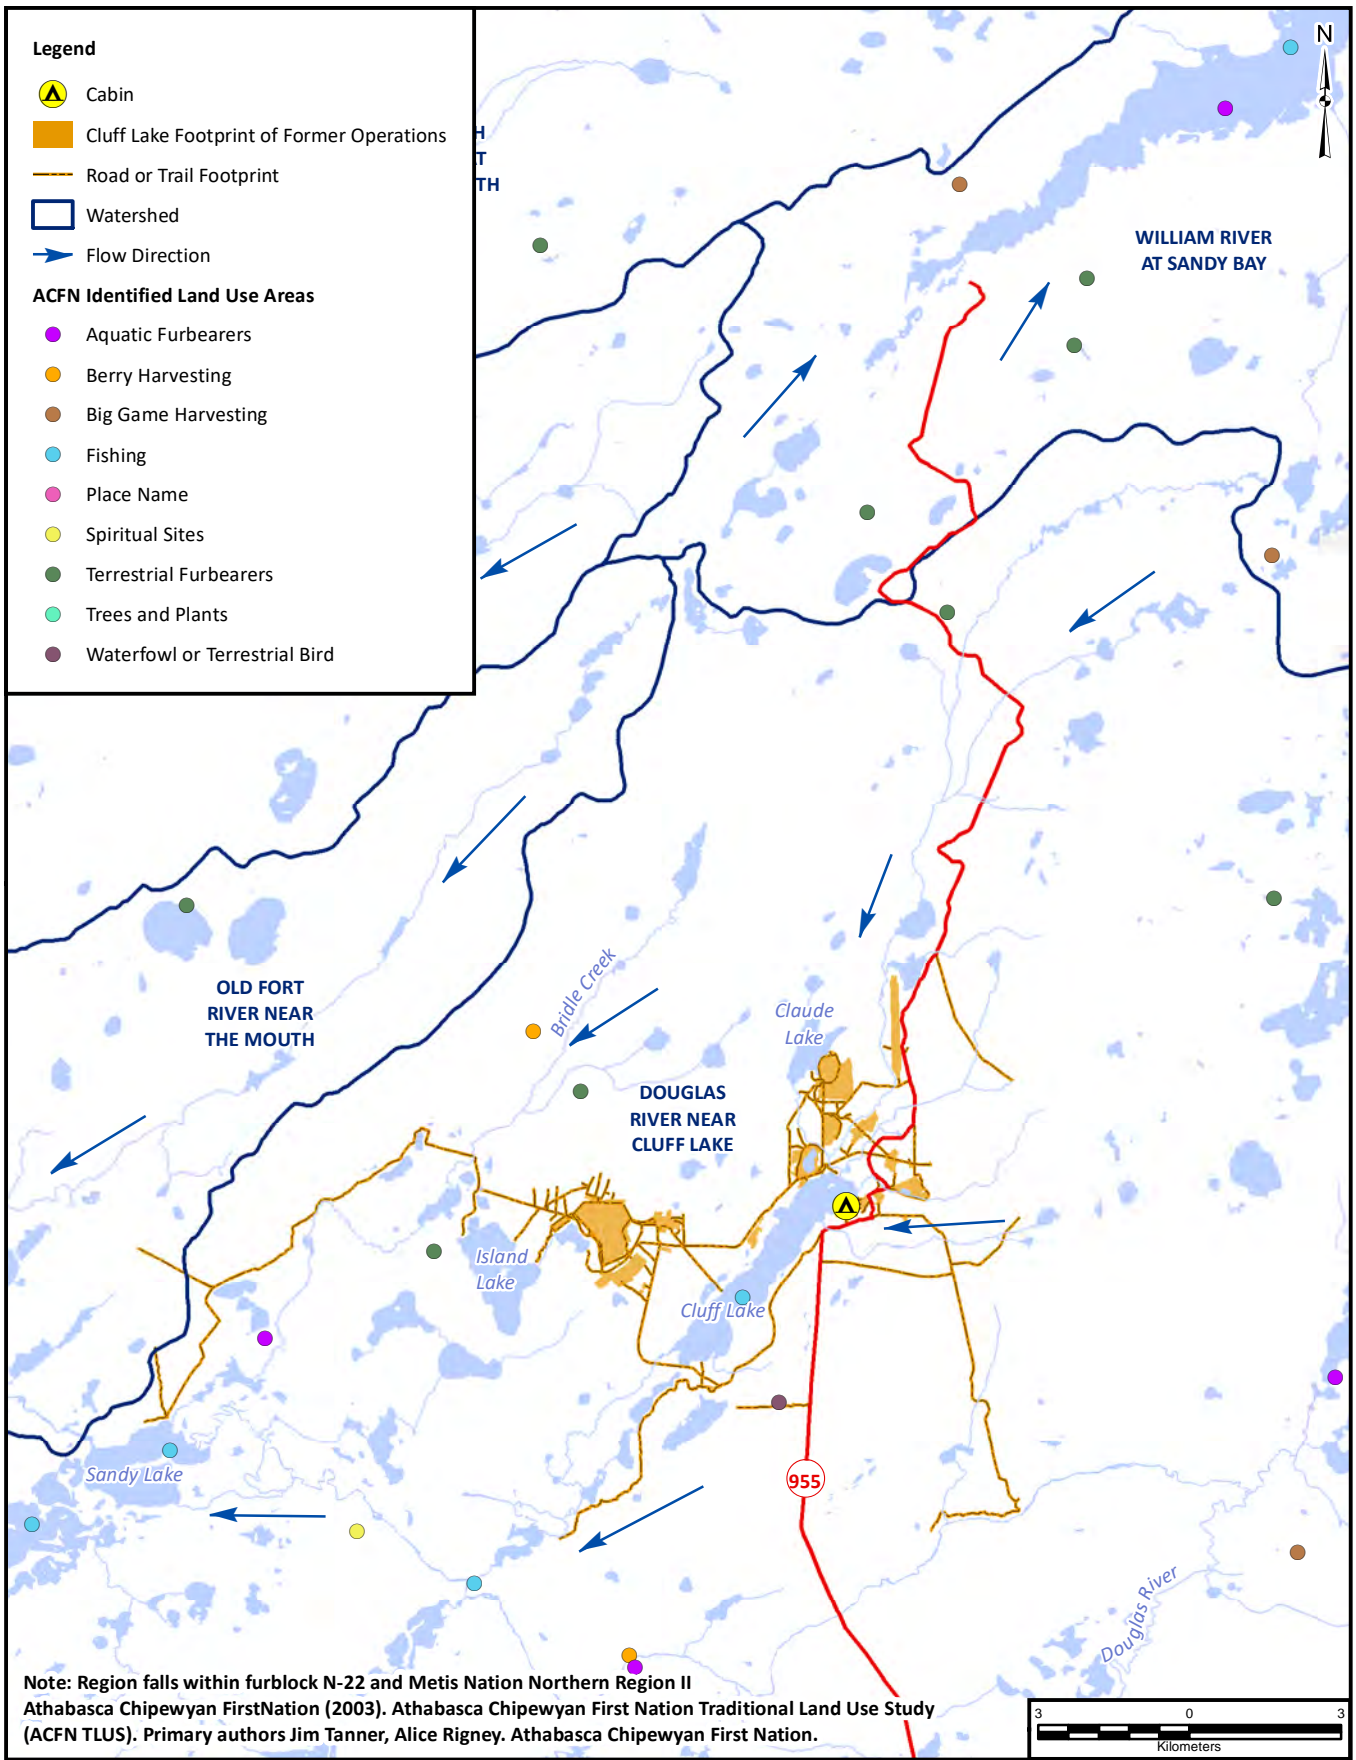 Legend
Cabin
Cluff Lake Footprint of Former Operations
Road or Trail Footprint
Watershed
Flow Direction
ACFN Identified Land Use Areas
Aquatic Furbearers
Berry Harvesting
Big Game Harvesting
Fishing
Place Name
Spiritual Sites
Terrestrial Furbearers
Trees and Plants
Waterfowl or Terrestrial Bird
H
T
TH
N
WILLIAM RIVER
AT SANDY BAY
OLD FORT
RIVER NEAR
THE MOUTH
Bridle Creek
Claude
Lake
DOUGLAS
RIVER NEAR
CLUFF LAKE
Island
Lake
Cluff Lake
Sandy Lake
955
Douglas River
Note: Region falls within furblock N-22 and Metis Nation Northern Region II
Athabasca Chipewyan FirstNation (2003). Athabasca Chipewyan First Nation Traditional Land Use Study
(ACFN TLUS). Primary authors Jim Tanner, Alice Rigney. Athabasca Chipewyan First Nation.
3 0 3
Kilometers